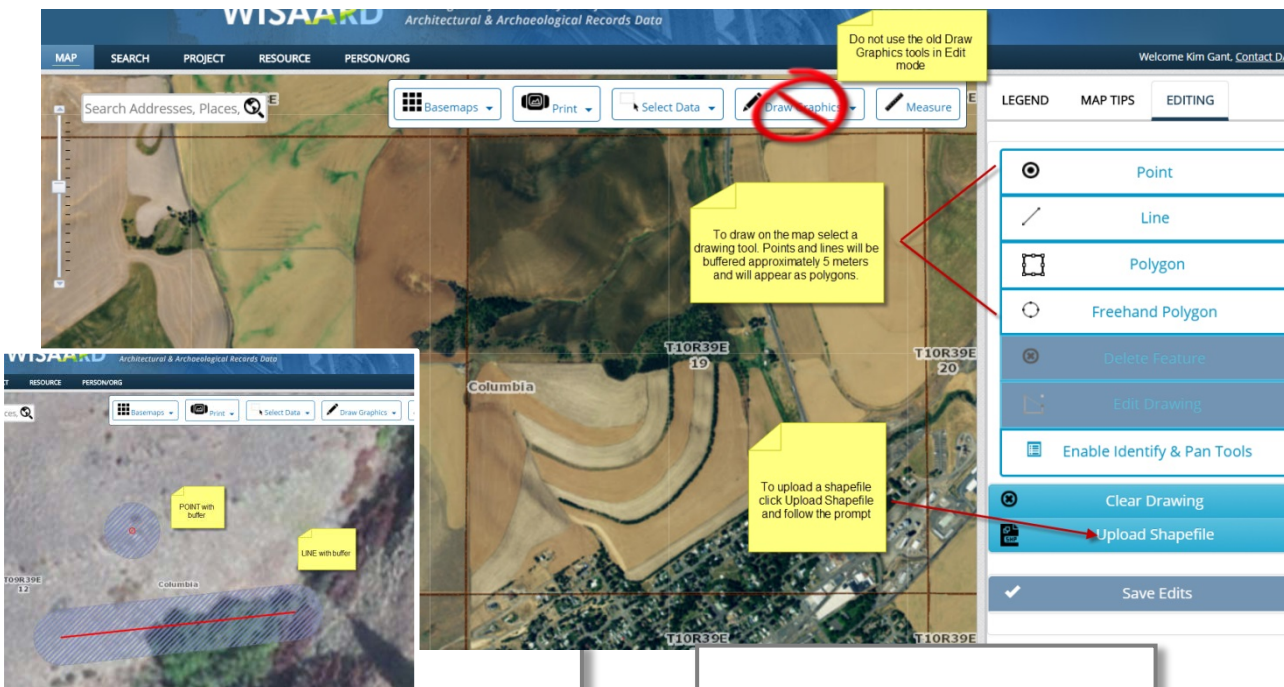 WISAARD
Architectural & Archaeological Records Data
Do not use the old Draw
Graphics tools in Edit
mode
MAP SEARCH PROJECT RESOURCE PERSON/ORG
Welcome Kim Gant, Contact DA
Search Addresses, Places,
E
Basemaps
Print
Select Data
Draw Graphics
Measure
E
LEGEND MAP TIPS EDITING
Point
Line
Polygon
Freehand Polygon
Delete Feature
Edit Drawing
Enable Identify & Pan Tools
Clear Drawing
SHP
Upload Shapefile
Save Edits
To draw on the map select a
drawing tool. Points and lines will be
buffered approximately 5 meters
and will appear as polygons.
T10R39E
19
T10R39E
20
Columbia
To upload a shapefile
click Upload Shapefile
and follow the prompt
T10R39E
T10R39E
WISAARD
Architectural & Archaeological Records Data
CT RESOURCE PERSON/ORG
ces,
Basemaps
Print
Select Data
Draw Graphics
POINT with
buffer
LINE with buffer
T09R39E
12
Columbia